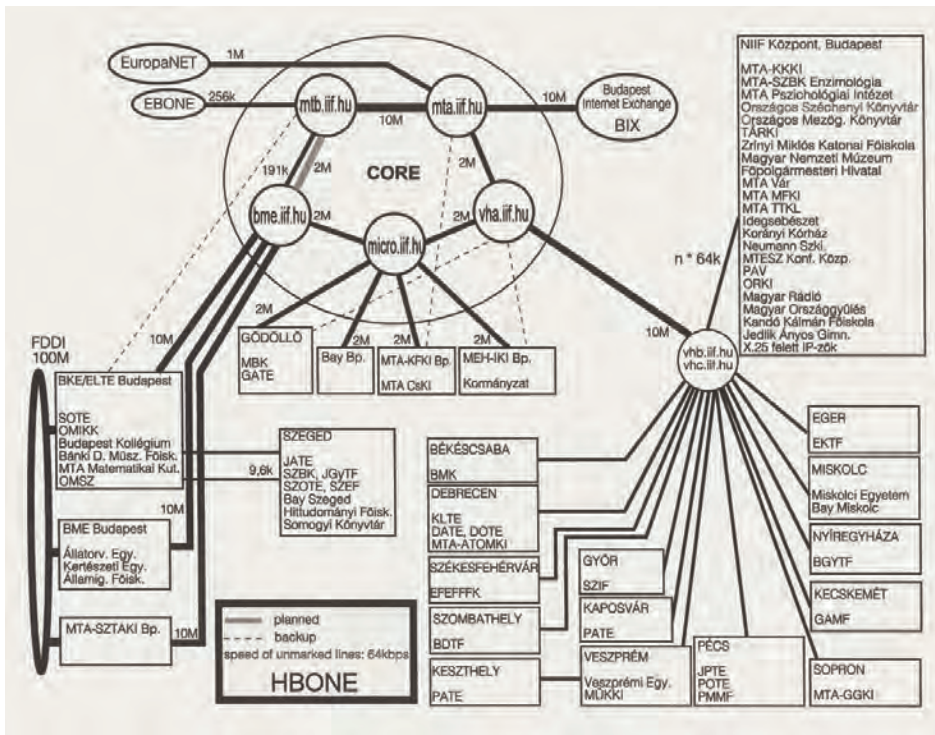 EuropaNET
1M
EBONE
256k
mtb.iif.hu
mta.iif.hu
10M
10M
Budapest
Internet Exchange
BIX
191k
2M
CORE
2M
bme.iif.hu
2M
micro.iif.hu
2M
vha.iif.hu
NIIF Központ, Budapest
MTA-KKKI
MTA-SZBK Enzimológia
MTA Pszichológiai Intézet
Országos Széchenyi Könyvtár
Országos Mezőg. Könyvtár
TÁRKI
Zrínyi Miklós Katonai Főiskola
Magyar Nemzeti Múzeum
Főpolgármesteri Hivatal
MTA Vár
MTA MFKI
MTA TTKL
Idegsebészet
Korányi Kórház
Neumann Szki.
MTESZ Konf. Közp.
PAV
ORKI
Magyar Rádió
Magyar Országgyűlés
Kandó Kálmán Főiskola
Jedlik Ányos Gimn.
X.25 felett IP-zők
n * 64k
10M
vhb.iif.hu
vhc.iif.hu
FDDI
100M
10M
2M
2M
2M
2M
GÖDÖLLŐ
MBK
GATE
Bay Bp.
MTA-KFKI Bp.
MTA CsKI
MEH-IKI Bp.
Kormányzat
BKE/ELTE Budapest
SOTE
OMIKK
Budapest Kollégium
Bánki D. Műsz. Főisk.
MTA Matematikai Kut.
OMSZ
9,6k
SZEGED
JATE
SZBK, JGyTF
SZOTE, SZEF
Bay Szeged
Hittudományi Főisk.
Somogyi Könyvtár
10M
BME Budapest
Állatorv. Egy.
Kertészeti Egy.
Államig. Főisk.
MTA-SZTAKI Bp.
10M
planned
backup
speed of unmarked lines: 64kbps
HBONE
BÉKÉSCSABA
BMK
DEBRECEN
KLTE
DATE, DOTE
MTA-ATOMKI
SZÉKESFEHÉRVÁR
EFEFFFK
SZOMBATHELY
BDTF
KESZTHELY
PATE
GYŐR
SZIF
KAPOSVÁR
PATE
VESZPRÉM
Veszprémi Egy.
MÜKKI
PÉCS
JPTE
POTE
PMMF
EGER
EKTF
MISKOLC
Miskolci Egyetem
Bay Miskolc
NYÍREGYHÁZA
BGYTF
KECSKEMÉT
GAMF
SOPRON
MTA-GGKI